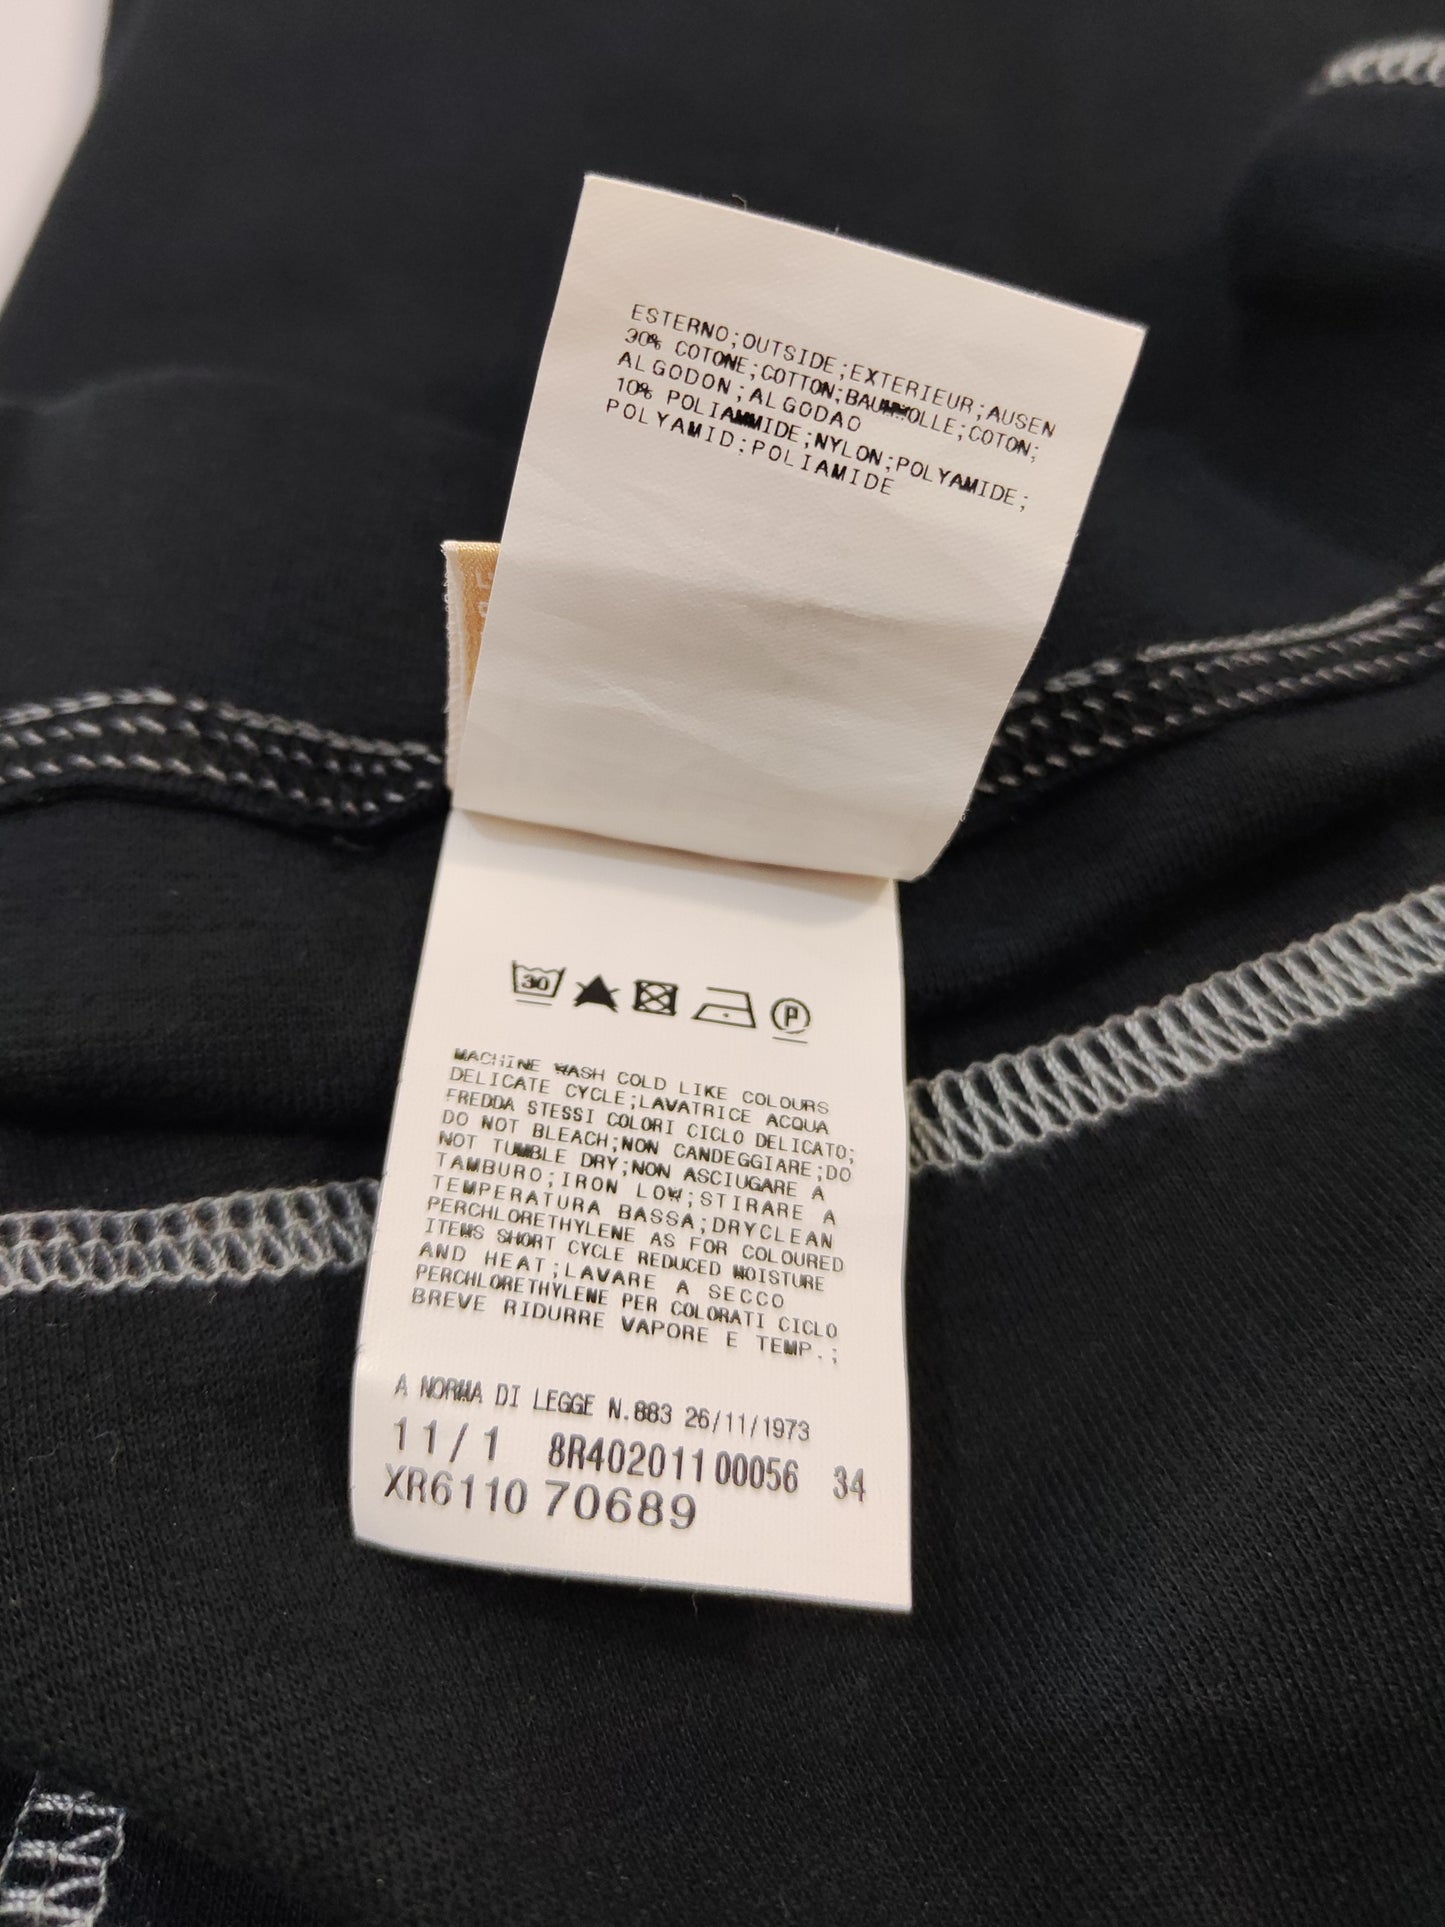 ESTERNO;OUTSIDE;EXTERIEUR;AUSEN
30% COTONE;COTTON;BAUMWOLLE;COTON;
ALGODON;ALGODAO
10% POLIAMMIDE;NYLON;POLYAMIDE;
POLYAMID;POLIAMIDE
30 P
MACHINE WASH COLD LIKE COLOURS
DELICATE CYCLE;LAVATRICE ACQUA
FREDDA STESSI COLORI CICLO DELICATO;
DO NOT BLEACH;NON CANDEGGIARE;DO
NOT TUMBLE DRY;NON ASCIUGARE A
TAMBURO;IRON LOW;STIRARE A
TEMPERATURA BASSA;DRYCLEAN
PERCHLORETHYLENE AS FOR COLOURED
ITEMS SHORT CYCLE REDUCED MOISTURE
AND HEAT;LAVARE A SECCO
PERCHLORETHYLENE PER COLORATI CICLO
BREVE RIDURRE VAPORE E TEMP.;
A NORMA DI LEGGE N.883 26/11/1973
11/1 8R40201100056 34
XR6110 70689